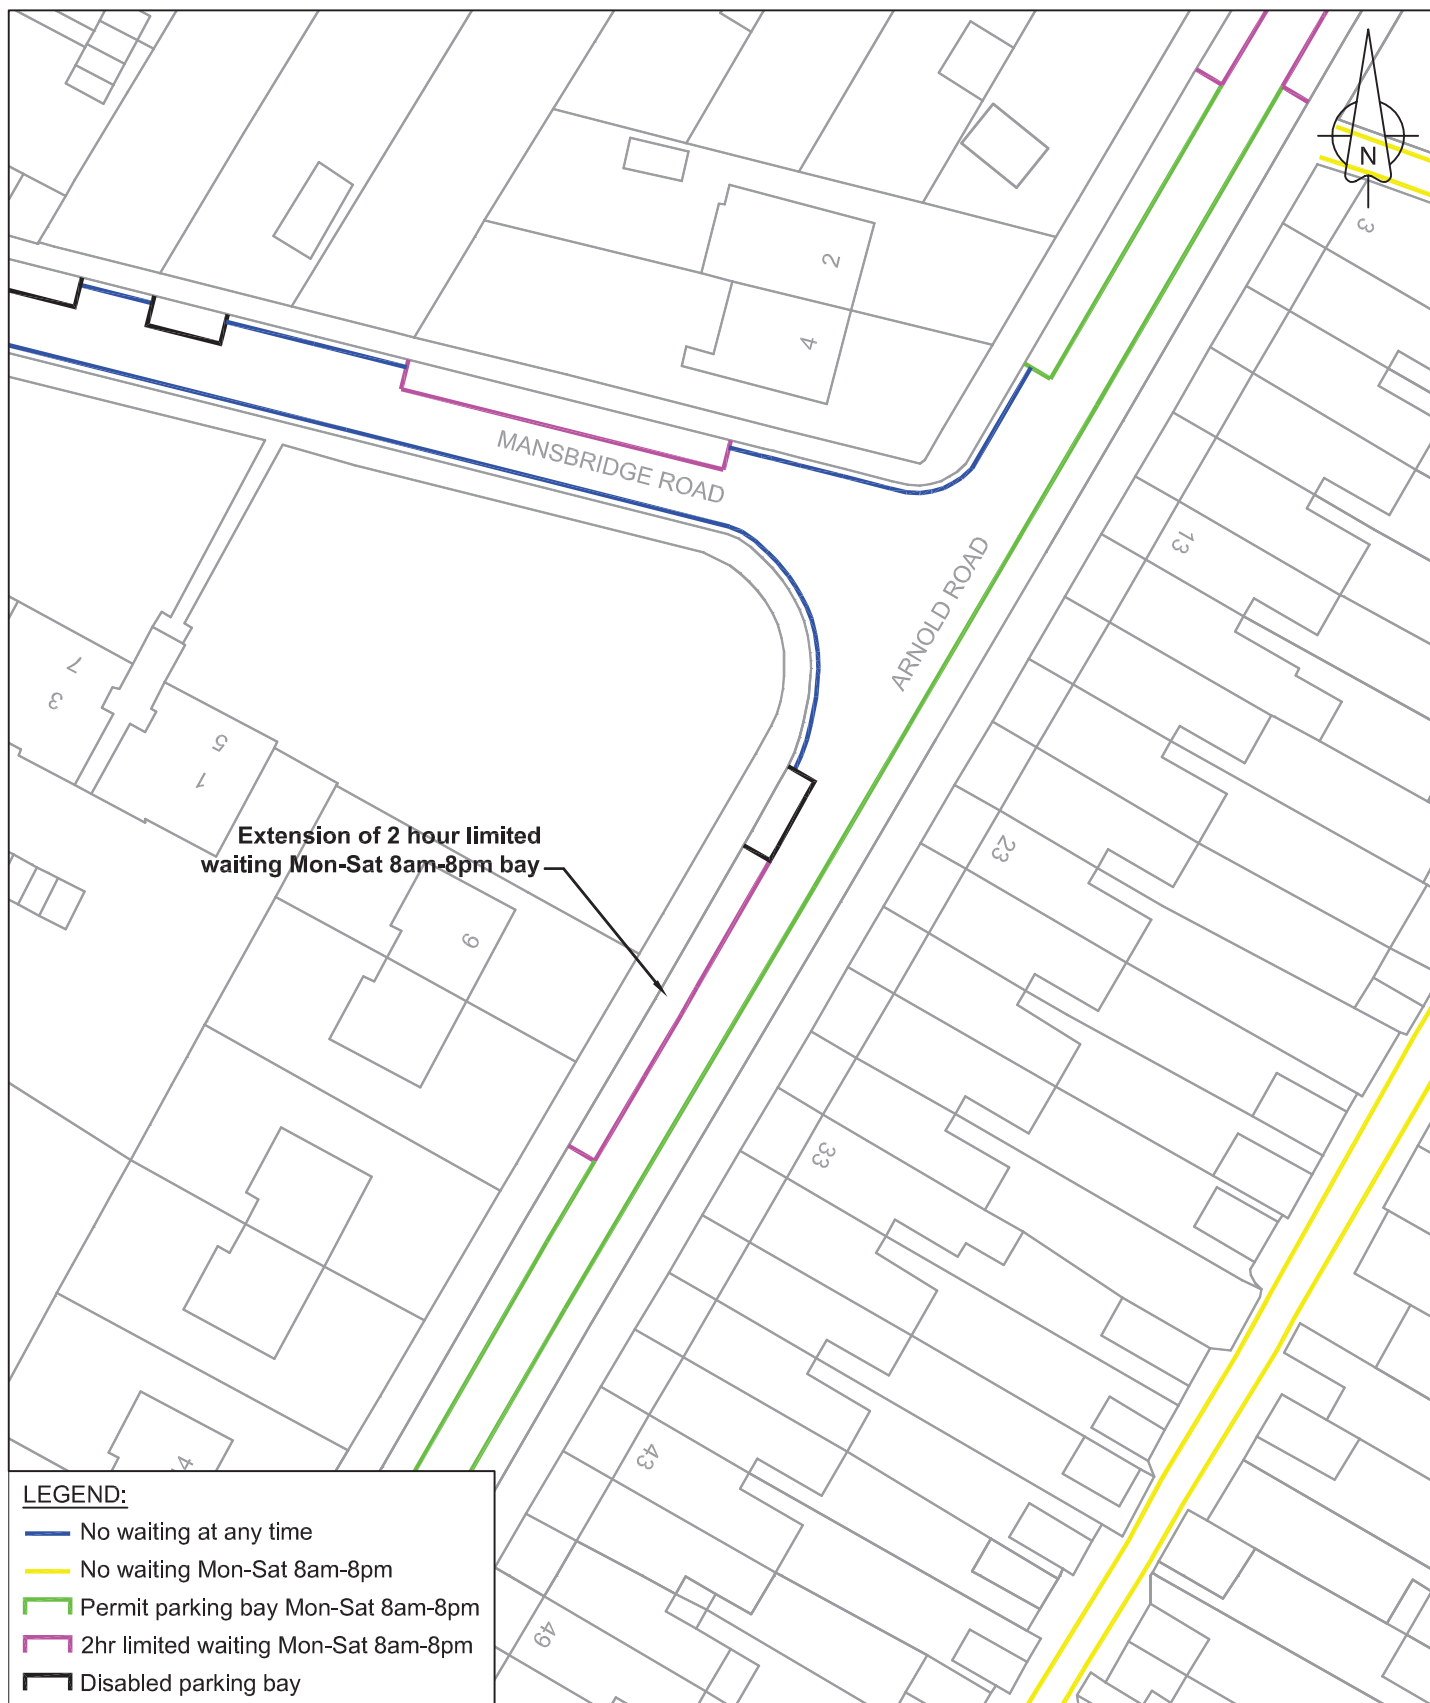 N
3
2
4
MANSBRIDGE ROAD
13
ARNOLD ROAD
7
3
5
1
Extension of 2 hour limited
waiting Mon-Sat 8am-8pm bay
23
9
33
43
49
LEGEND:
No waiting at any time
No waiting Mon-Sat 8am-8pm
Permit parking bay Mon-Sat 8am-8pm
2hr limited waiting Mon-Sat 8am-8pm
Disabled parking bay